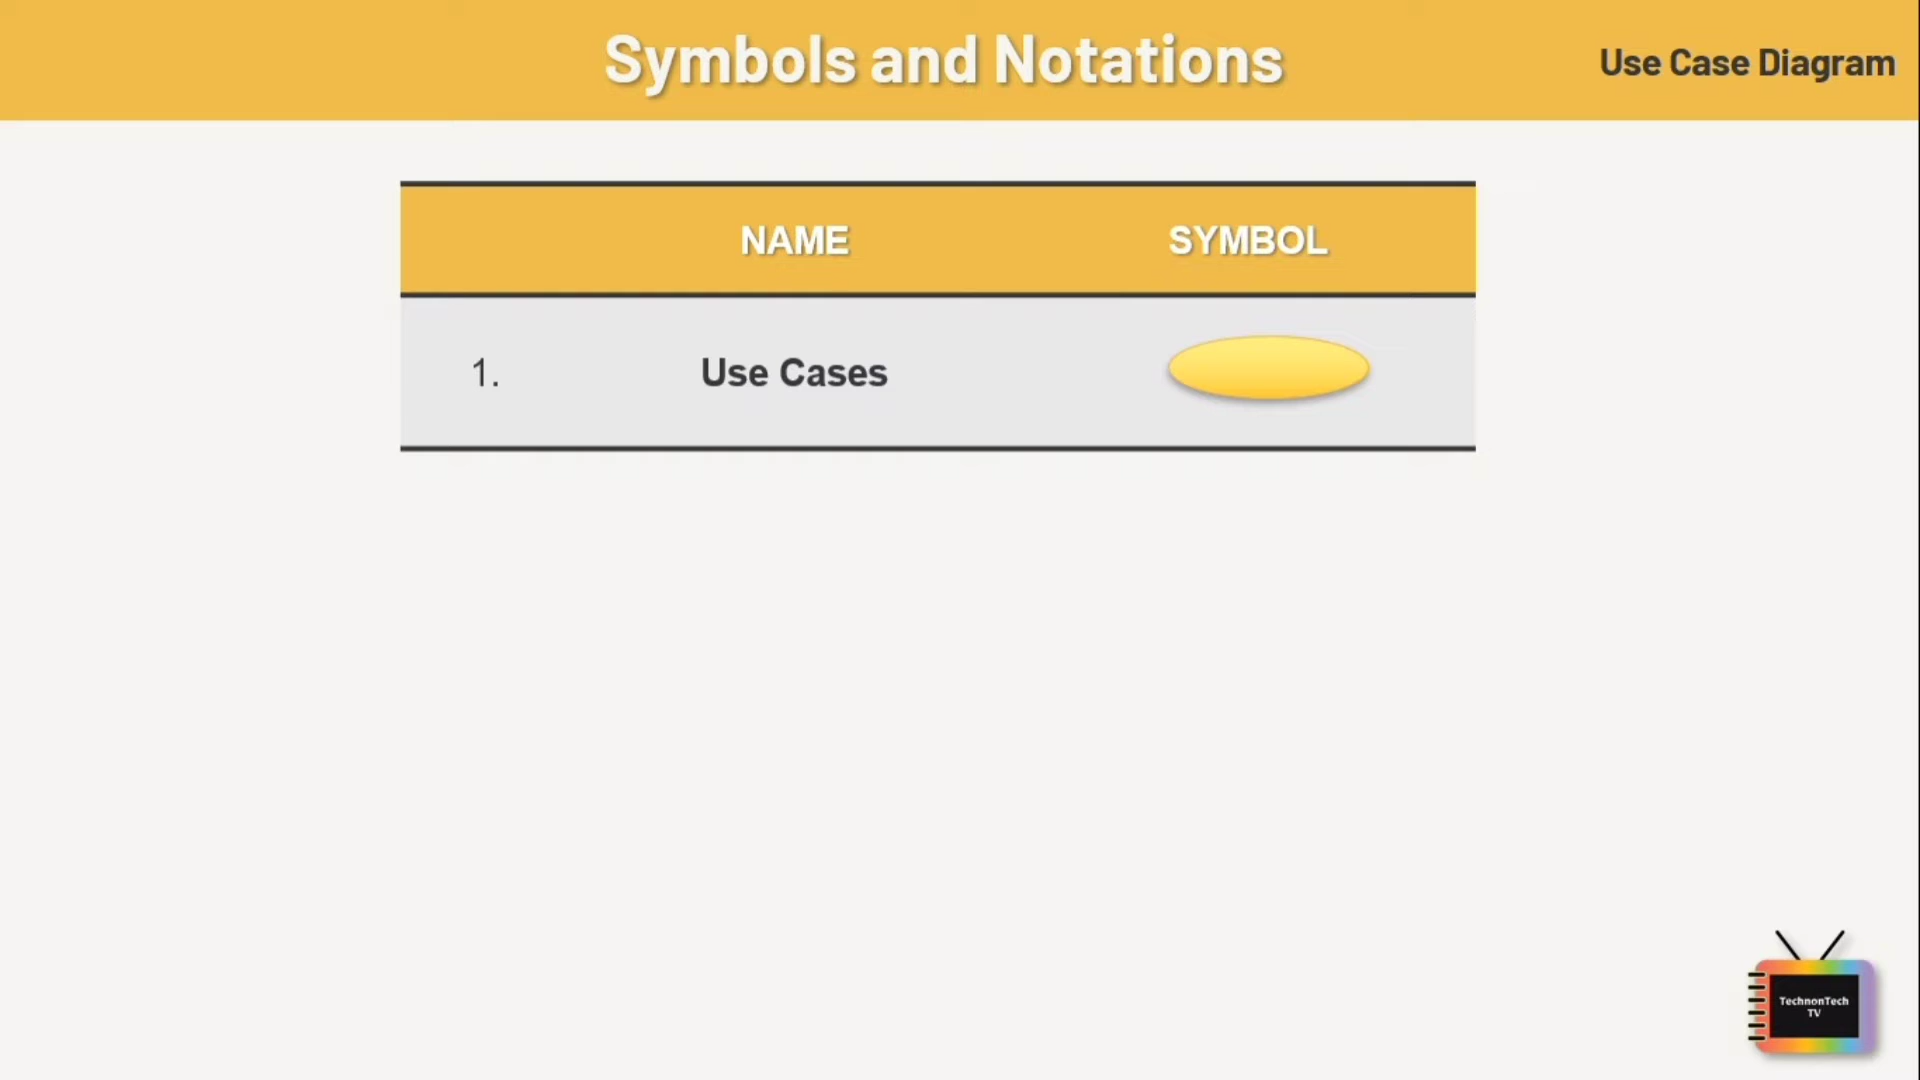 Symbols and Notations
Use Case Diagram
NAME SYMBOL
1. Use Cases
TechnonTech
TV